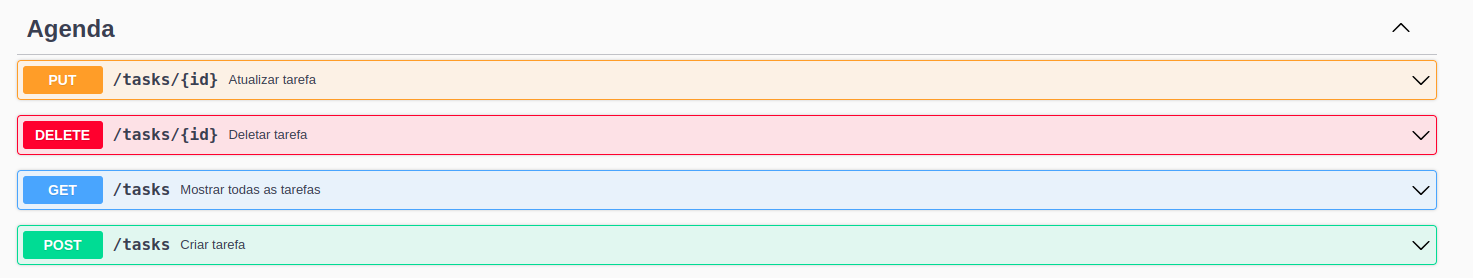 Agenda
PUT /tasks/{id} Atualizar tarefa
DELETE /tasks/{id} Deletar tarefa
GET /tasks Mostrar todas as tarefas
POST /tasks Criar tarefa